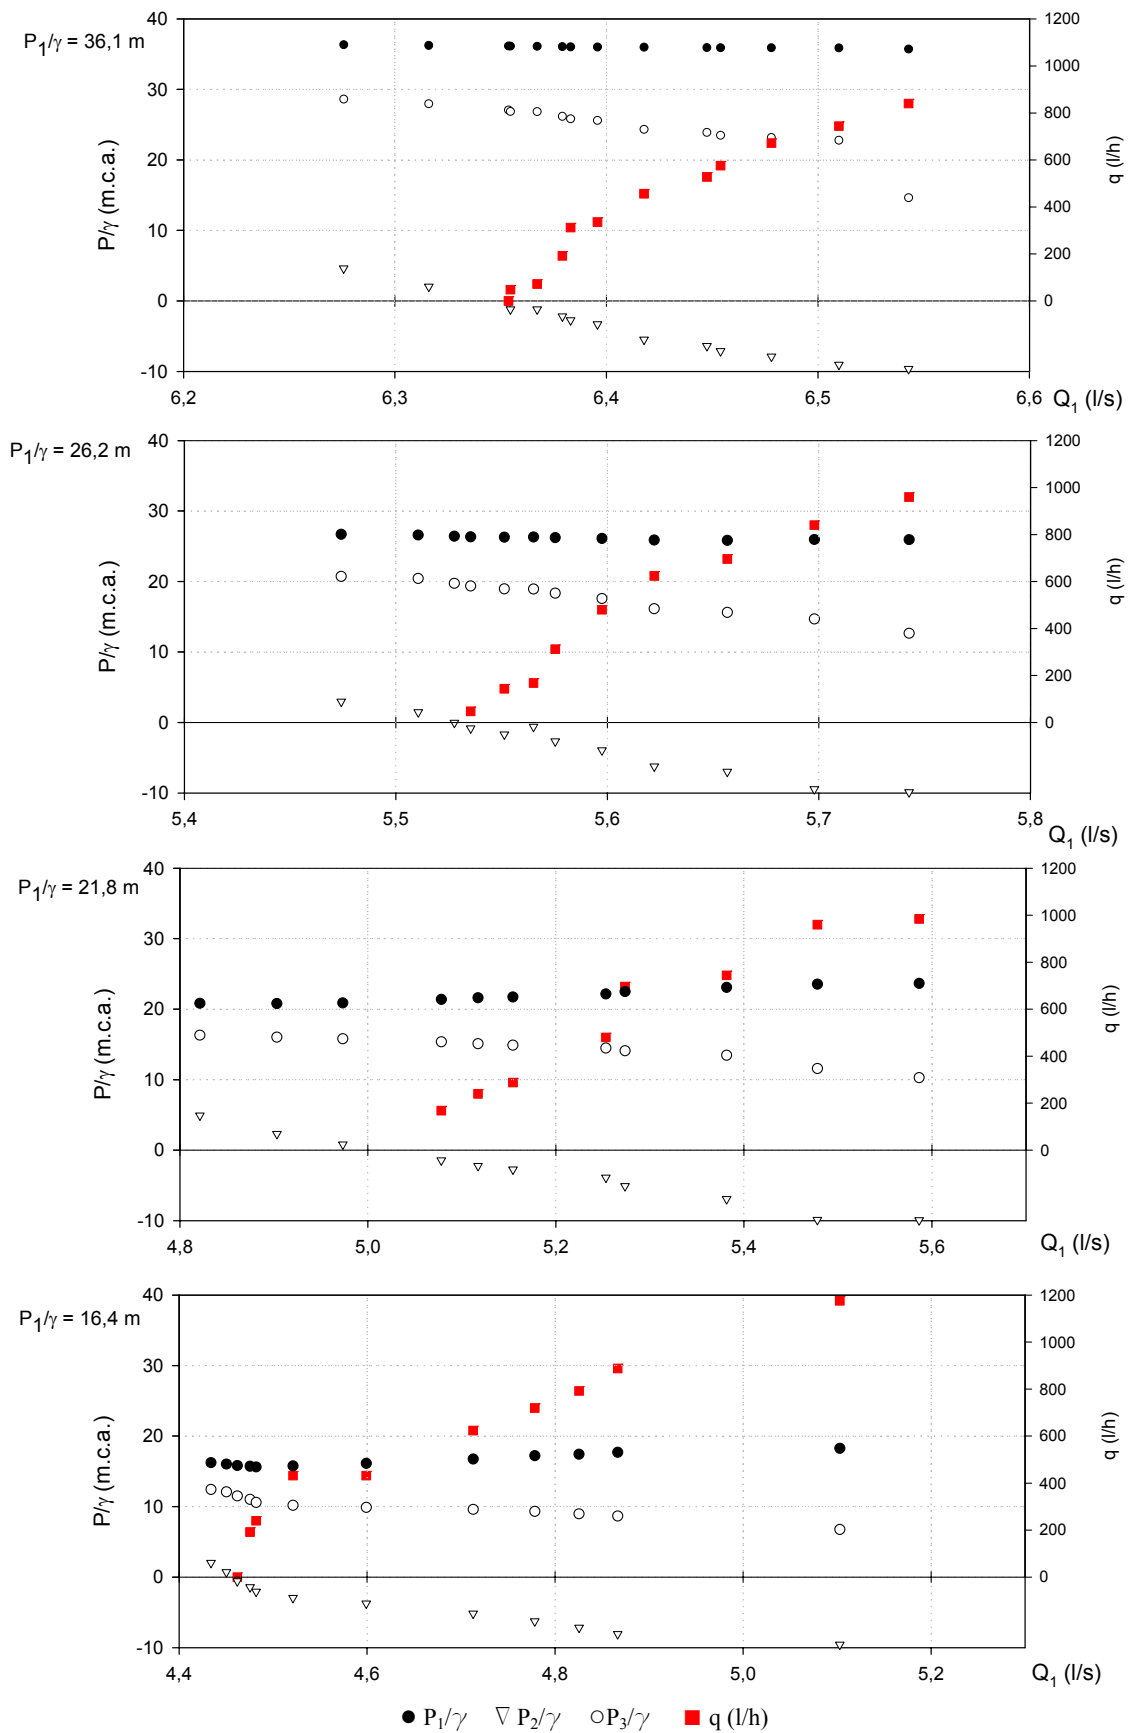 P1/γ = 36,1 m
40
30
20
10
0
-10
P/γ (m.c.a.)
1200
1000
800
600
400
200
0
q (l/h)
6,2 6,3 6,4 6,5 6,6
Q1 (l/s)
P1/γ = 26,2 m
40
30
20
10
0
-10
P/γ (m.c.a.)
1200
1000
800
600
400
200
0
q (l/h)
5,4 5,5 5,6 5,7 5,8
Q1 (l/s)
P1/γ = 21,8 m
40
30
20
10
0
-10
P/γ (m.c.a.)
1200
1000
800
600
400
200
0
q (l/h)
4,8 5,0 5,2 5,4 5,6
Q1 (l/s)
P1/γ = 16,4 m
40
30
20
10
0
-10
P/γ (m.c.a.)
1200
1000
800
600
400
200
0
q (l/h)
4,4 4,6 4,8 5,0 5,2
Q1 (l/s)
P1/γ P2/γ P3/γ q (l/h)